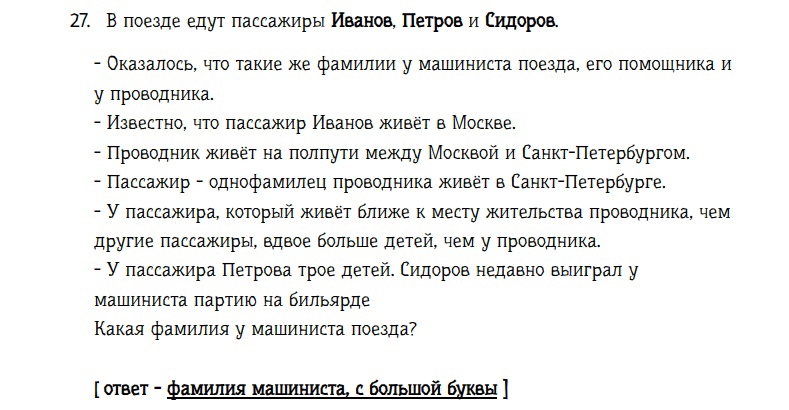 27. В поезде едут пассажиры Иванов, Петров и Сидоров.
- Оказалось, что такие же фамилии у машиниста поезда, его помощника и
у проводника.
- Известно, что пассажир Иванов живёт в Москве.
- Проводник живёт на полпути между Москвой и Санкт-Петербургом.
- Пассажир - однофамилец проводника живёт в Санкт-Петербурге.
- У пассажира, который живёт ближе к месту жительства проводника, чем
другие пассажиры, вдвое больше детей, чем у проводника.
- У пассажира Петрова трое детей. Сидоров недавно выиграл у
машиниста партию на бильярде
Какая фамилия у машиниста поезда?
[ ответ - фамилия машиниста, с большой буквы ]